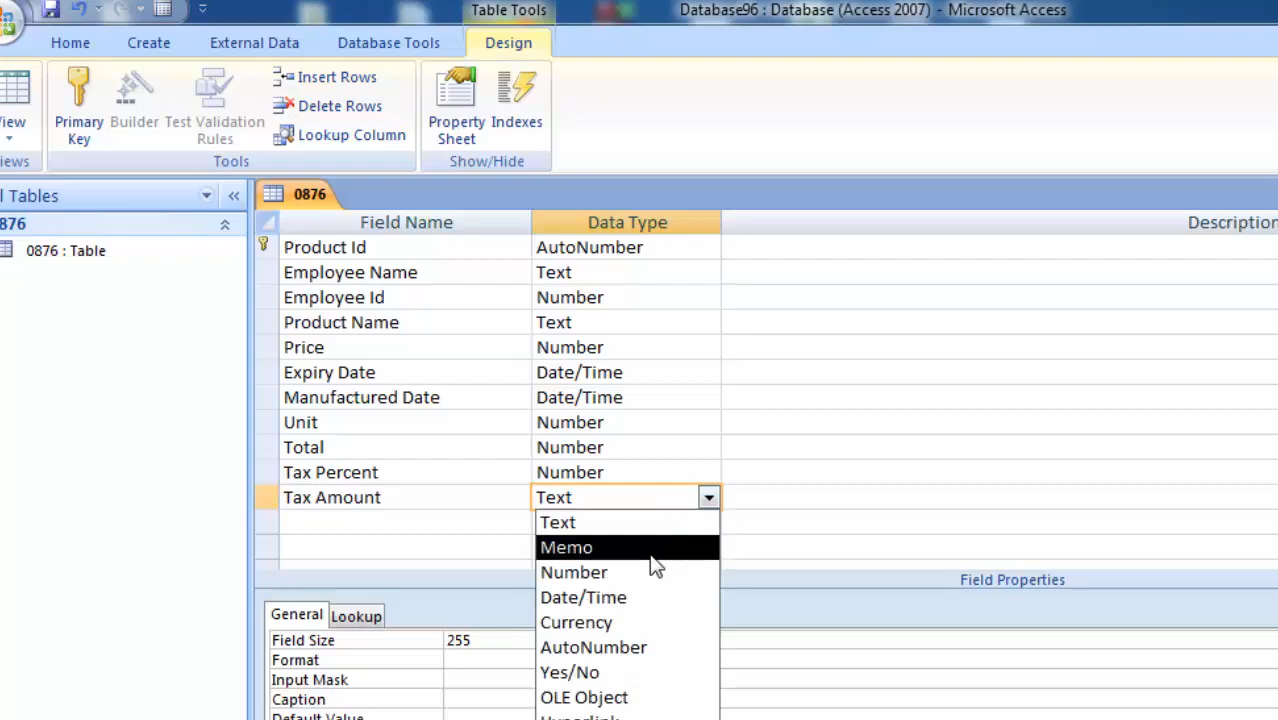 Table Tools
Database96 : Database (Access 2007) - Microsoft Access
Home Create External Data Database Tools Design
View
Primary Key
Builder
Test Validation Rules
Insert Rows
Delete Rows
Lookup Column
Property Sheet
Indexes
Tools
Show/Hide
Tables
0876
Field Name Data Type Description
0876 : Table
Product Id AutoNumber
Employee Name Text
Employee Id Number
Product Name Text
Price Number
Expiry Date Date/Time
Manufactured Date Date/Time
Unit Number
Total Number
Tax Percent Number
Tax Amount Text
Text
Memo
Number
Date/Time
Currency
AutoNumber
Yes/No
OLE Object
Hyperlink
Field Properties
General Lookup
Field Size 255
Format
Input Mask
Caption
Default Value